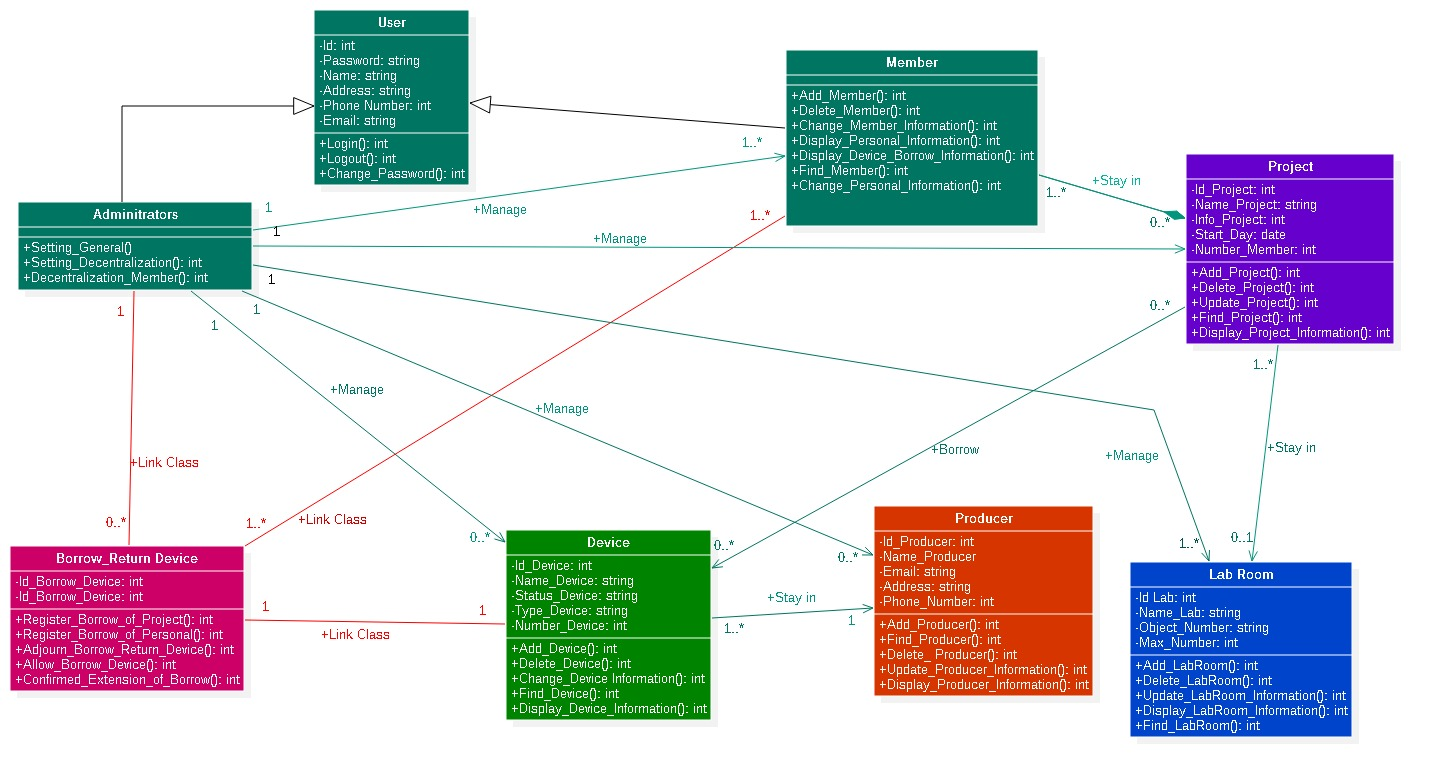 User
-Id: int
-Password: string
-Name: string
-Address: string
-Phone Number: int
-Email: string
+Login(): int
+Logout(): int
+Change_Password(): int
Member
+Add_Member(): int
+Delete_Member(): int
+Change_Member_Information(): int
+Display_Personal_Information(): int
+Display_Device_Borrow_Information(): int
+Find_Member(): int
+Change_Personal_Information(): int
Project
-Id_Project: int
-Name_Project: string
-Info_Project: int
-Start_Day: date
-Number_Member: int
+Add_Project(): int
+Delete_Project(): int
+Update_Project(): int
+Find_Project(): int
+Display_Project_Information(): int
Adminitrators
+Setting_General()
+Setting_Decentralization(): int
+Decentralization_Member(): int
1
+Manage
1..*
1
+Manage
0..*
1..*
+Stay in
1..*
1
+Manage
1..*
1
+Link Class
0..*
1
+Manage
0..*
1
+Manage
0..*
1..*
+Link Class
0..*
+Borrow
0..*
1..*
+Stay in
0..1
Borrow_Return Device
-Id_Borrow_Device: int
-Id_Borrow_Device: int
+Register_Borrow_of_Project(): int
+Register_Borrow_of_Personal(): int
+Adjourn_Borrow_Return_Device(): int
+Allow_Borrow_Device(): int
+Confirmed_Extension_of_Borrow(): int
1
+Link Class
1
Device
-Id_Device: int
-Name_Device: string
-Status_Device: string
-Type_Device: string
-Number_Device: int
+Add_Device(): int
+Delete_Device(): int
+Change_Device Information(): int
+Find_Device(): int
+Display_Device_Information(): int
1..*
+Stay in
1
Producer
-Id_Producer: int
-Name_Producer
-Email: string
-Address: string
-Phone_Number: int
+Add_Producer(): int
+Find_Producer(): int
+Delete_ Producer(): int
+Update_Producer_Information(): int
+Display_Producer_Information(): int
Lab Room
-Id Lab: int
-Name_Lab: string
-Object_Number: string
-Max_Number: int
+Add_LabRoom(): int
+Delete_LabRoom(): int
+Update_LabRoom_Information(): int
+Display_LabRoom_Information(): int
+Find_LabRoom(): int